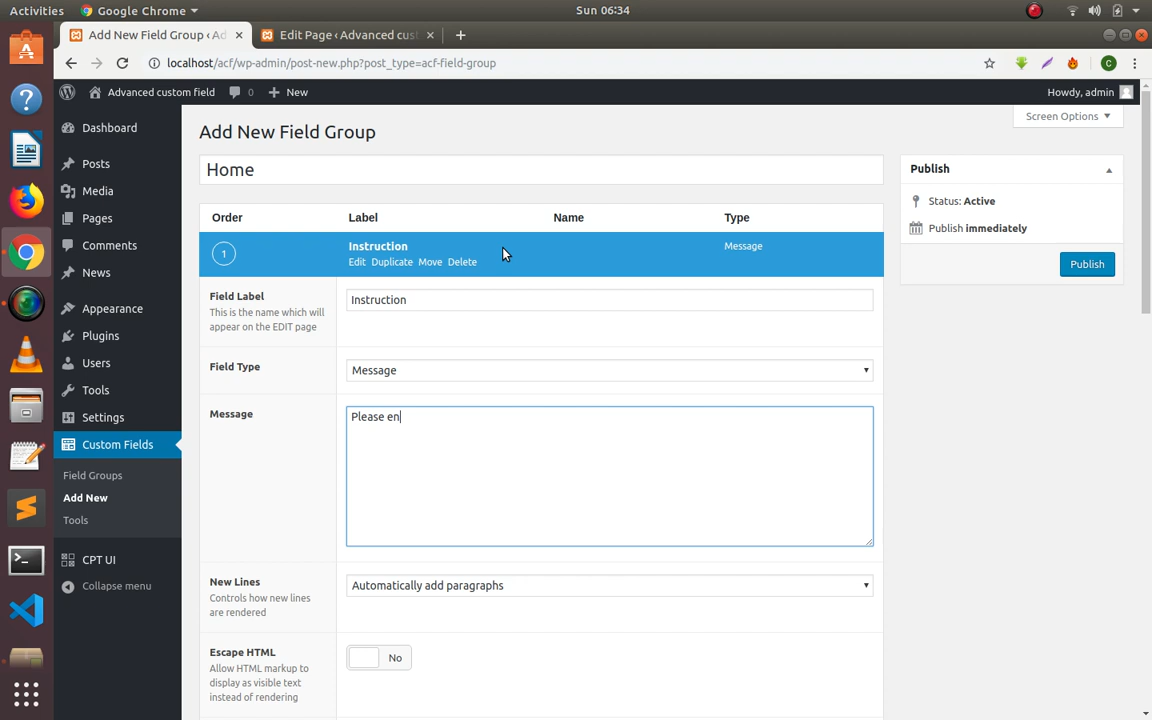 Activities Google Chrome Sun 06:34
Add New Field Group ‹ Ad Edit Page ‹ Advanced cust
localhost/acf/wp-admin/post-new.php?post_type=acf-field-group C
Advanced custom field 0 New Howdy, admin
Screen Options
Dashboard
Posts
Media
Pages
Comments
News
Appearance
Plugins
Users
Tools
Settings
Custom Fields
Field Groups
Add New
Tools
CPT UI
Collapse menu
Add New Field Group
Home
Order Label Name Type
1 Instruction Message
Edit Duplicate Move Delete
Field Label
This is the name which will
appear on the EDIT page
Instruction
Field Type
Message
Message
Please en
New Lines
Controls how new lines
are rendered
Automatically add paragraphs
Escape HTML
Allow HTML markup to
display as visible text
instead of rendering
No
Publish
Status: Active
Publish immediately
Publish